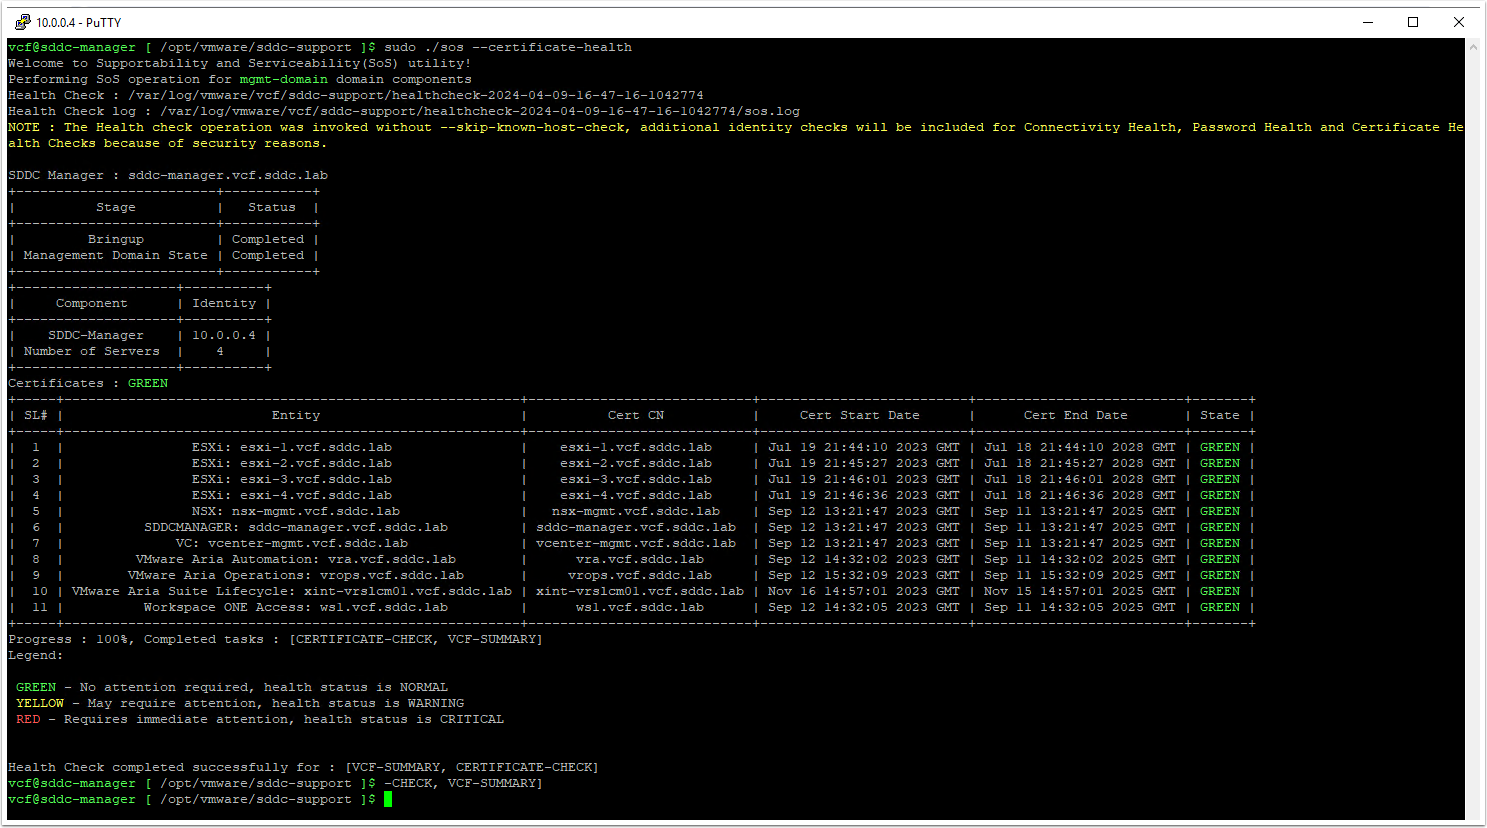 10.0.0.4 - PuTTY
vcf@sddc-manager [ /opt/vmware/sddc-support ]$ sudo ./sos --certificate-health
Welcome to Supportability and Serviceability(SoS) utility!
Performing SoS operation for mgmt-domain domain components
Health Check : /var/log/vmware/vcf/sddc-support/healthcheck-2024-04-09-16-47-16-1042774
Health Check log : /var/log/vmware/vcf/sddc-support/healthcheck-2024-04-09-16-47-16-1042774/sos.log
NOTE : The Health check operation was invoked without --skip-known-host-check, additional identity checks will be included for Connectivity Health, Password Health and Certificate He
alth Checks because of security reasons.
SDDC Manager : sddc-manager.vcf.sddc.lab
+-------------------------+-----------+
| Stage | Status |
+-------------------------+-----------+
| Bringup | Completed |
| Management Domain State | Completed |
+-------------------------+-----------+
+--------------------+----------+
| Component | Identity |
+--------------------+----------+
| SDDC-Manager | 10.0.0.4 |
| Number of Servers | 4 |
+--------------------+----------+
Certificates : GREEN
+-----+---------------------------------------------------------+----------------------------+--------------------------+--------------------------+-------+
| SL# | Entity | Cert CN | Cert Start Date | Cert End Date | State |
+-----+---------------------------------------------------------+----------------------------+--------------------------+--------------------------+-------+
| 1 | ESXi: esxi-1.vcf.sddc.lab | esxi-1.vcf.sddc.lab | Jul 19 21:44:10 2023 GMT | Jul 18 21:44:10 2028 GMT | GREEN |
| 2 | ESXi: esxi-2.vcf.sddc.lab | esxi-2.vcf.sddc.lab | Jul 19 21:45:27 2023 GMT | Jul 18 21:45:27 2028 GMT | GREEN |
| 3 | ESXi: esxi-3.vcf.sddc.lab | esxi-3.vcf.sddc.lab | Jul 19 21:46:01 2023 GMT | Jul 18 21:46:01 2028 GMT | GREEN |
| 4 | ESXi: esxi-4.vcf.sddc.lab | esxi-4.vcf.sddc.lab | Jul 19 21:46:36 2023 GMT | Jul 18 21:46:36 2028 GMT | GREEN |
| 5 | NSX: nsx-mgmt.vcf.sddc.lab | nsx-mgmt.vcf.sddc.lab | Sep 12 13:21:47 2023 GMT | Sep 11 13:21:47 2025 GMT | GREEN |
| 6 | SDDCMANAGER: sddc-manager.vcf.sddc.lab | sddc-manager.vcf.sddc.lab | Sep 12 13:21:47 2023 GMT | Sep 11 13:21:47 2025 GMT | GREEN |
| 7 | VC: vcenter-mgmt.vcf.sddc.lab | vcenter-mgmt.vcf.sddc.lab | Sep 12 13:21:47 2023 GMT | Sep 11 13:21:47 2025 GMT | GREEN |
| 8 | VMware Aria Automation: vra.vcf.sddc.lab | vra.vcf.sddc.lab | Sep 12 14:32:02 2023 GMT | Sep 11 14:32:02 2025 GMT | GREEN |
| 9 | VMware Aria Operations: vrops.vcf.sddc.lab | vrops.vcf.sddc.lab | Sep 12 15:32:09 2023 GMT | Sep 11 15:32:09 2025 GMT | GREEN |
| 10 | VMware Aria Suite Lifecycle: xint-vrslcm01.vcf.sddc.lab | xint-vrslcm01.vcf.sddc.lab | Nov 16 14:57:01 2023 GMT | Nov 15 14:57:01 2025 GMT | GREEN |
| 11 | Workspace ONE Access: ws1.vcf.sddc.lab | ws1.vcf.sddc.lab | Sep 12 14:32:05 2023 GMT | Sep 11 14:32:05 2025 GMT | GREEN |
+-----+---------------------------------------------------------+----------------------------+--------------------------+--------------------------+-------+
Progress : 100%, Completed tasks : [CERTIFICATE-CHECK, VCF-SUMMARY]
Legend:
GREEN - No attention required, health status is NORMAL
YELLOW - May require attention, health status is WARNING
RED - Requires immediate attention, health status is CRITICAL
Health Check completed successfully for : [VCF-SUMMARY, CERTIFICATE-CHECK]
vcf@sddc-manager [ /opt/vmware/sddc-support ]$ -CHECK, VCF-SUMMARY]
vcf@sddc-manager [ /opt/vmware/sddc-support ]$